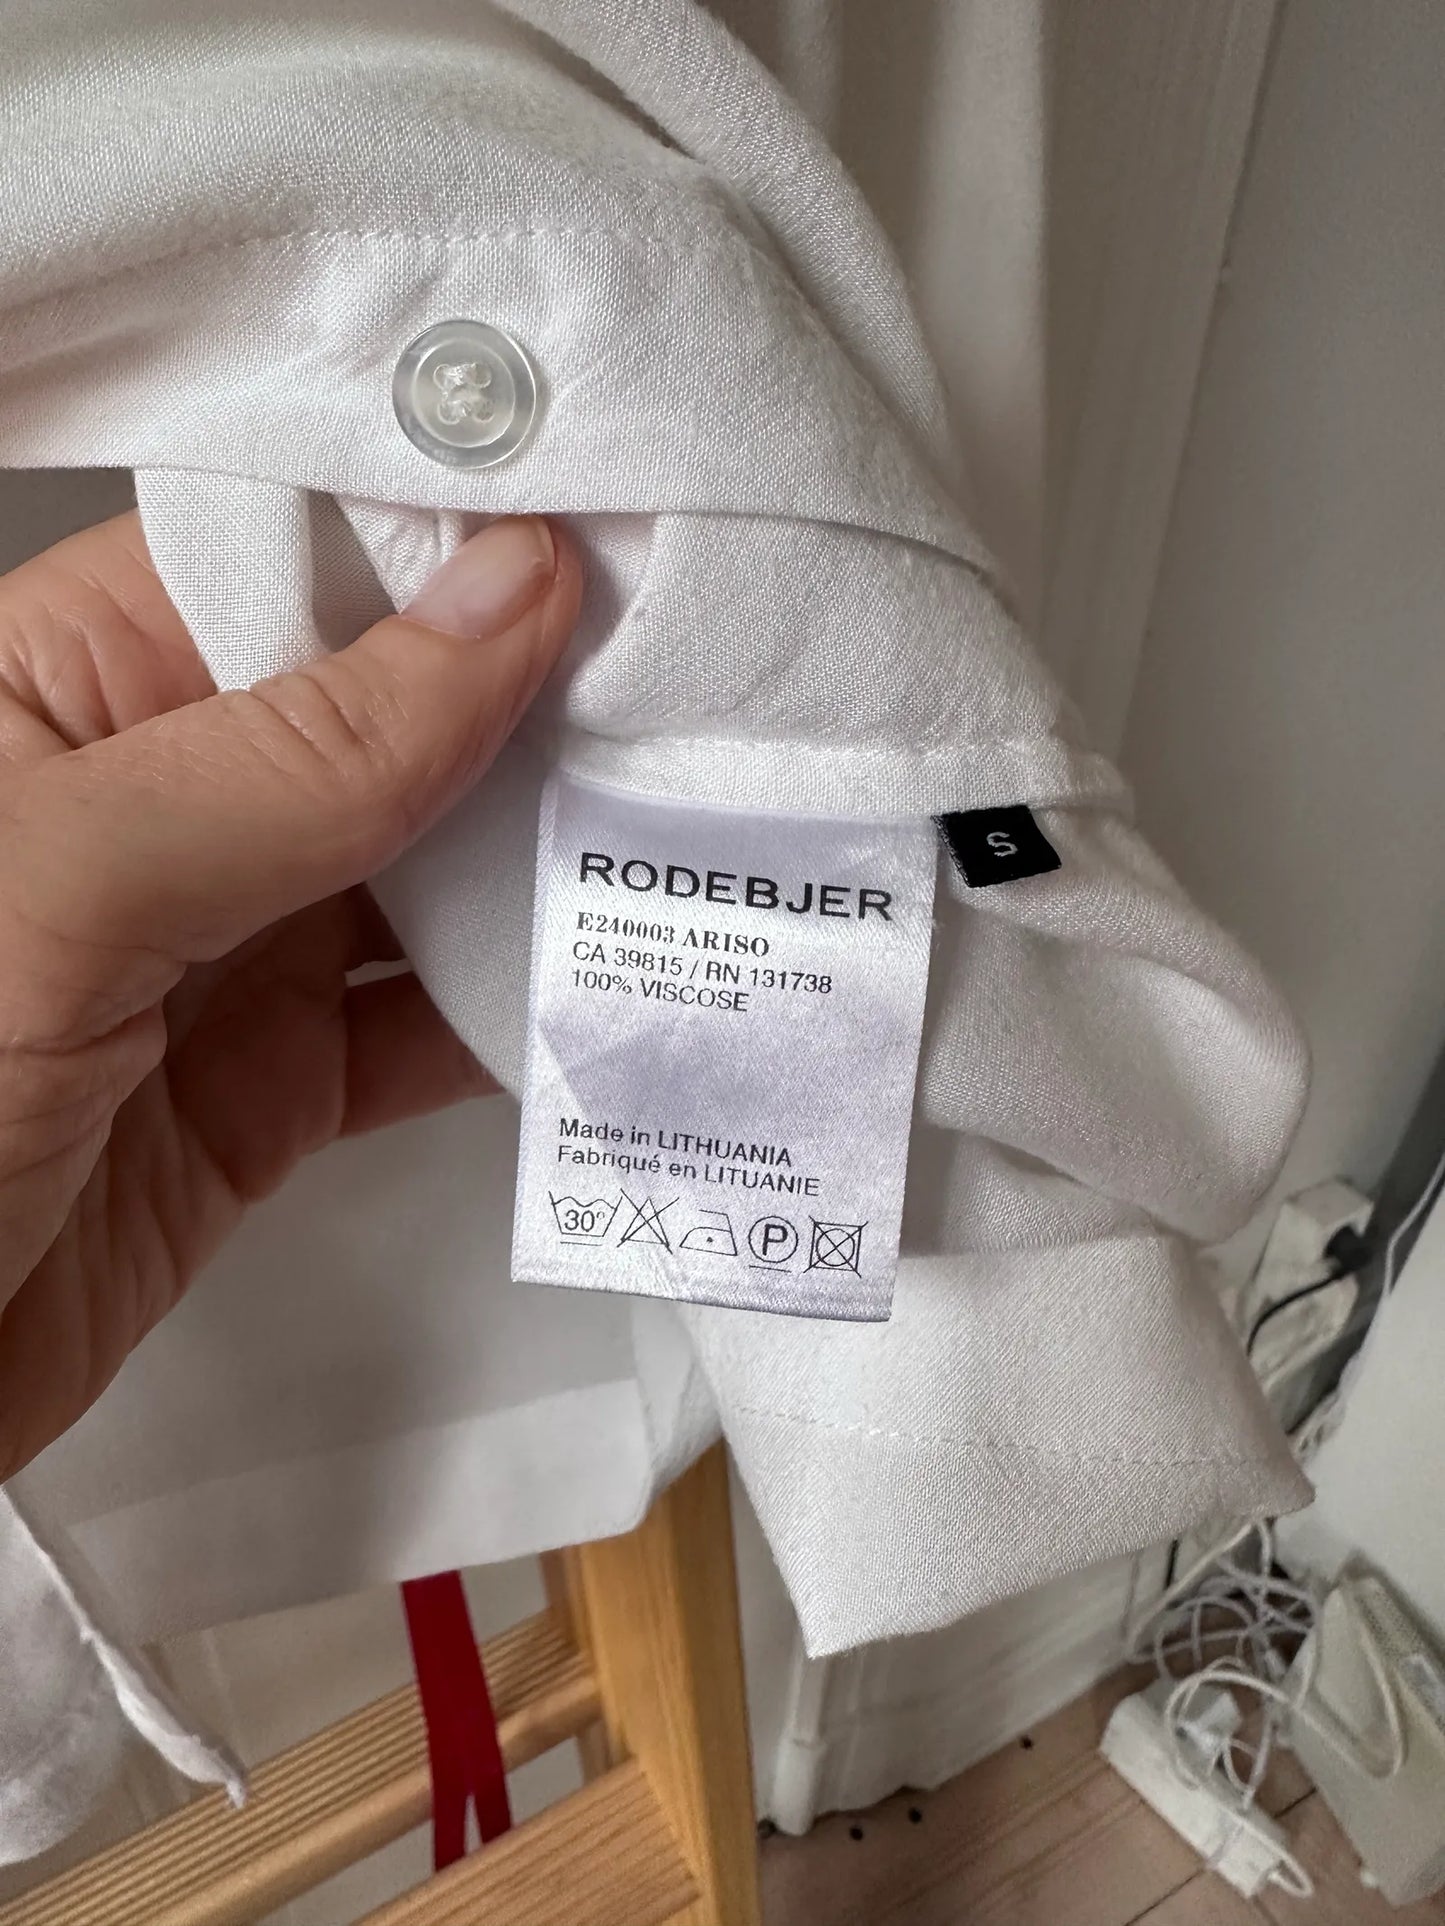 S
RODEBJER
E240003 ARISO
CA 39815 / RN 131738
100% VISCOSE
Made in LITHUANIA
Fabriqué en LITUANIE
30° P